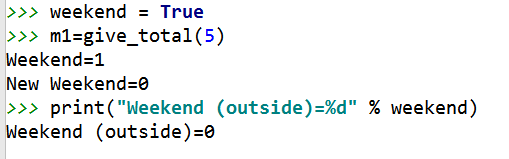 >>> weekend = True
>>> m1=give_total(5)
Weekend=1
New Weekend=0
>>> print("Weekend (outside)=%d" % weekend)
Weekend (outside)=0